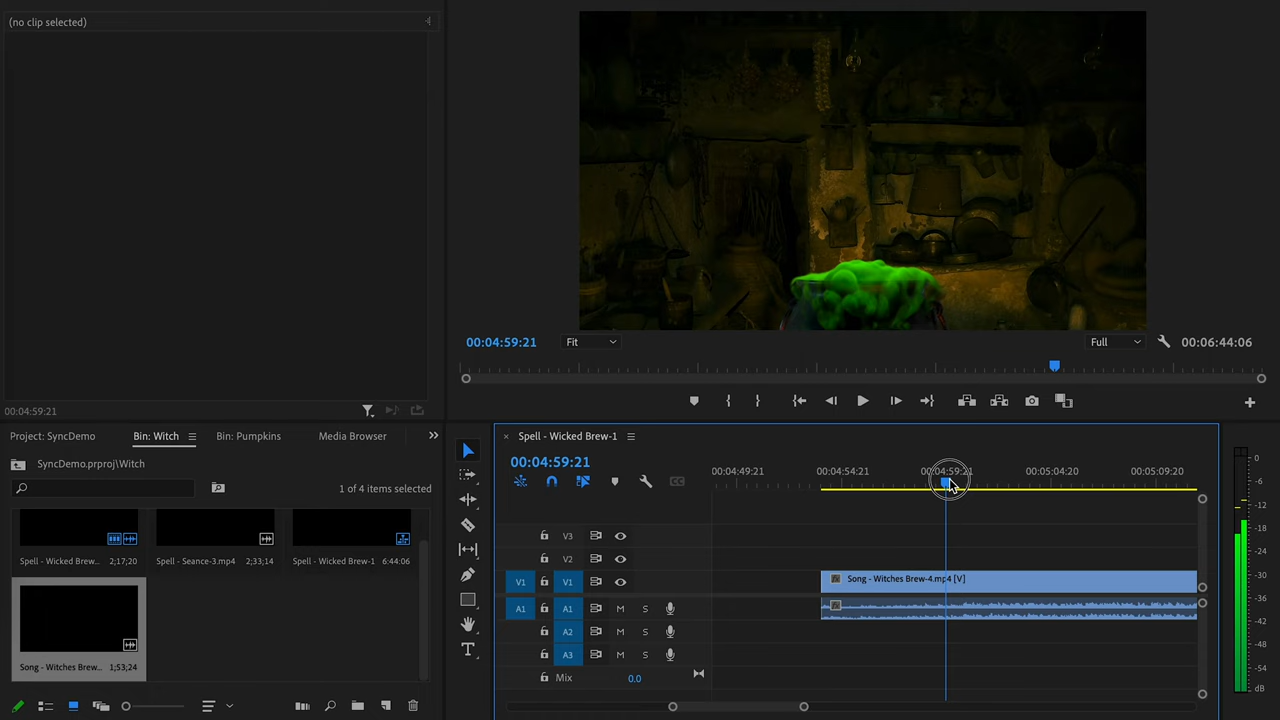 (no clip selected)
00:04:59:21
Fit
Full
00:06:44:06
00:04:59:21
Project: SyncDemo
Bin: Witch
Bin: Pumpkins
Media Browser
SyncDemo.prproj\Witch
1 of 4 items selected
Spell - Wicked Brew...
2;17;20
Spell - Seance-3.mp4
2;33;14
Spell - Wicked Brew-1
6:44:06
Song - Witches Brew...
1;53;24
× Spell - Wicked Brew-1
00:04:59:21
00:04:49:21
00:04:54:21
00:04:59:21
00:05:04:20
00:05:09:20
V3
V2
V1 V1
Song - Witches Brew-4.mp4 [V]
A1 A1 M S
A2 M S
A3 M S
Mix 0.0
fx
fx
T
CC
0
-6
-12
-18
-24
-30
-36
-42
-48
-54
dB